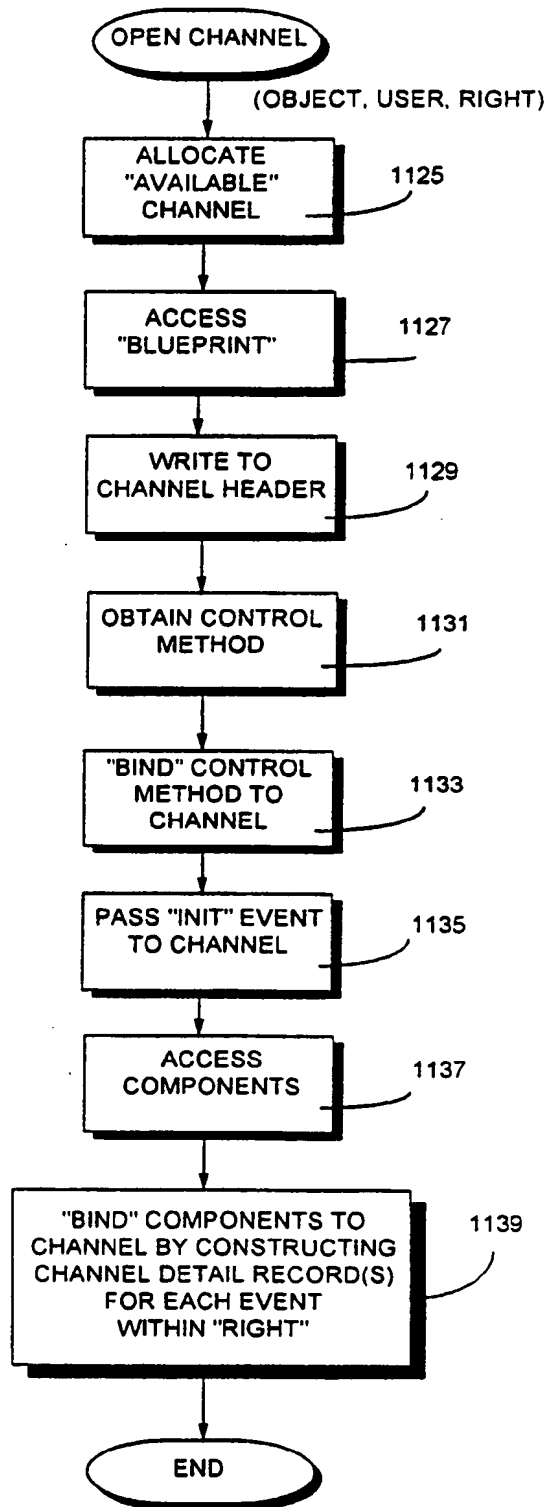 OPEN CHANNEL
(OBJECT, USER, RIGHT)
ALLOCATE
"AVAILABLE"
CHANNEL
1125
ACCESS
"BLUEPRINT"
1127
WRITE TO
CHANNEL HEADER
1129
OBTAIN CONTROL
METHOD
1131
"BIND" CONTROL
METHOD TO
CHANNEL
1133
PASS "INIT" EVENT
TO CHANNEL
1135
ACCESS
COMPONENTS
1137
"BIND" COMPONENTS TO
CHANNEL BY CONSTRUCTING
CHANNEL DETAIL RECORD(S)
FOR EACH EVENT
WITHIN "RIGHT"
1139
END